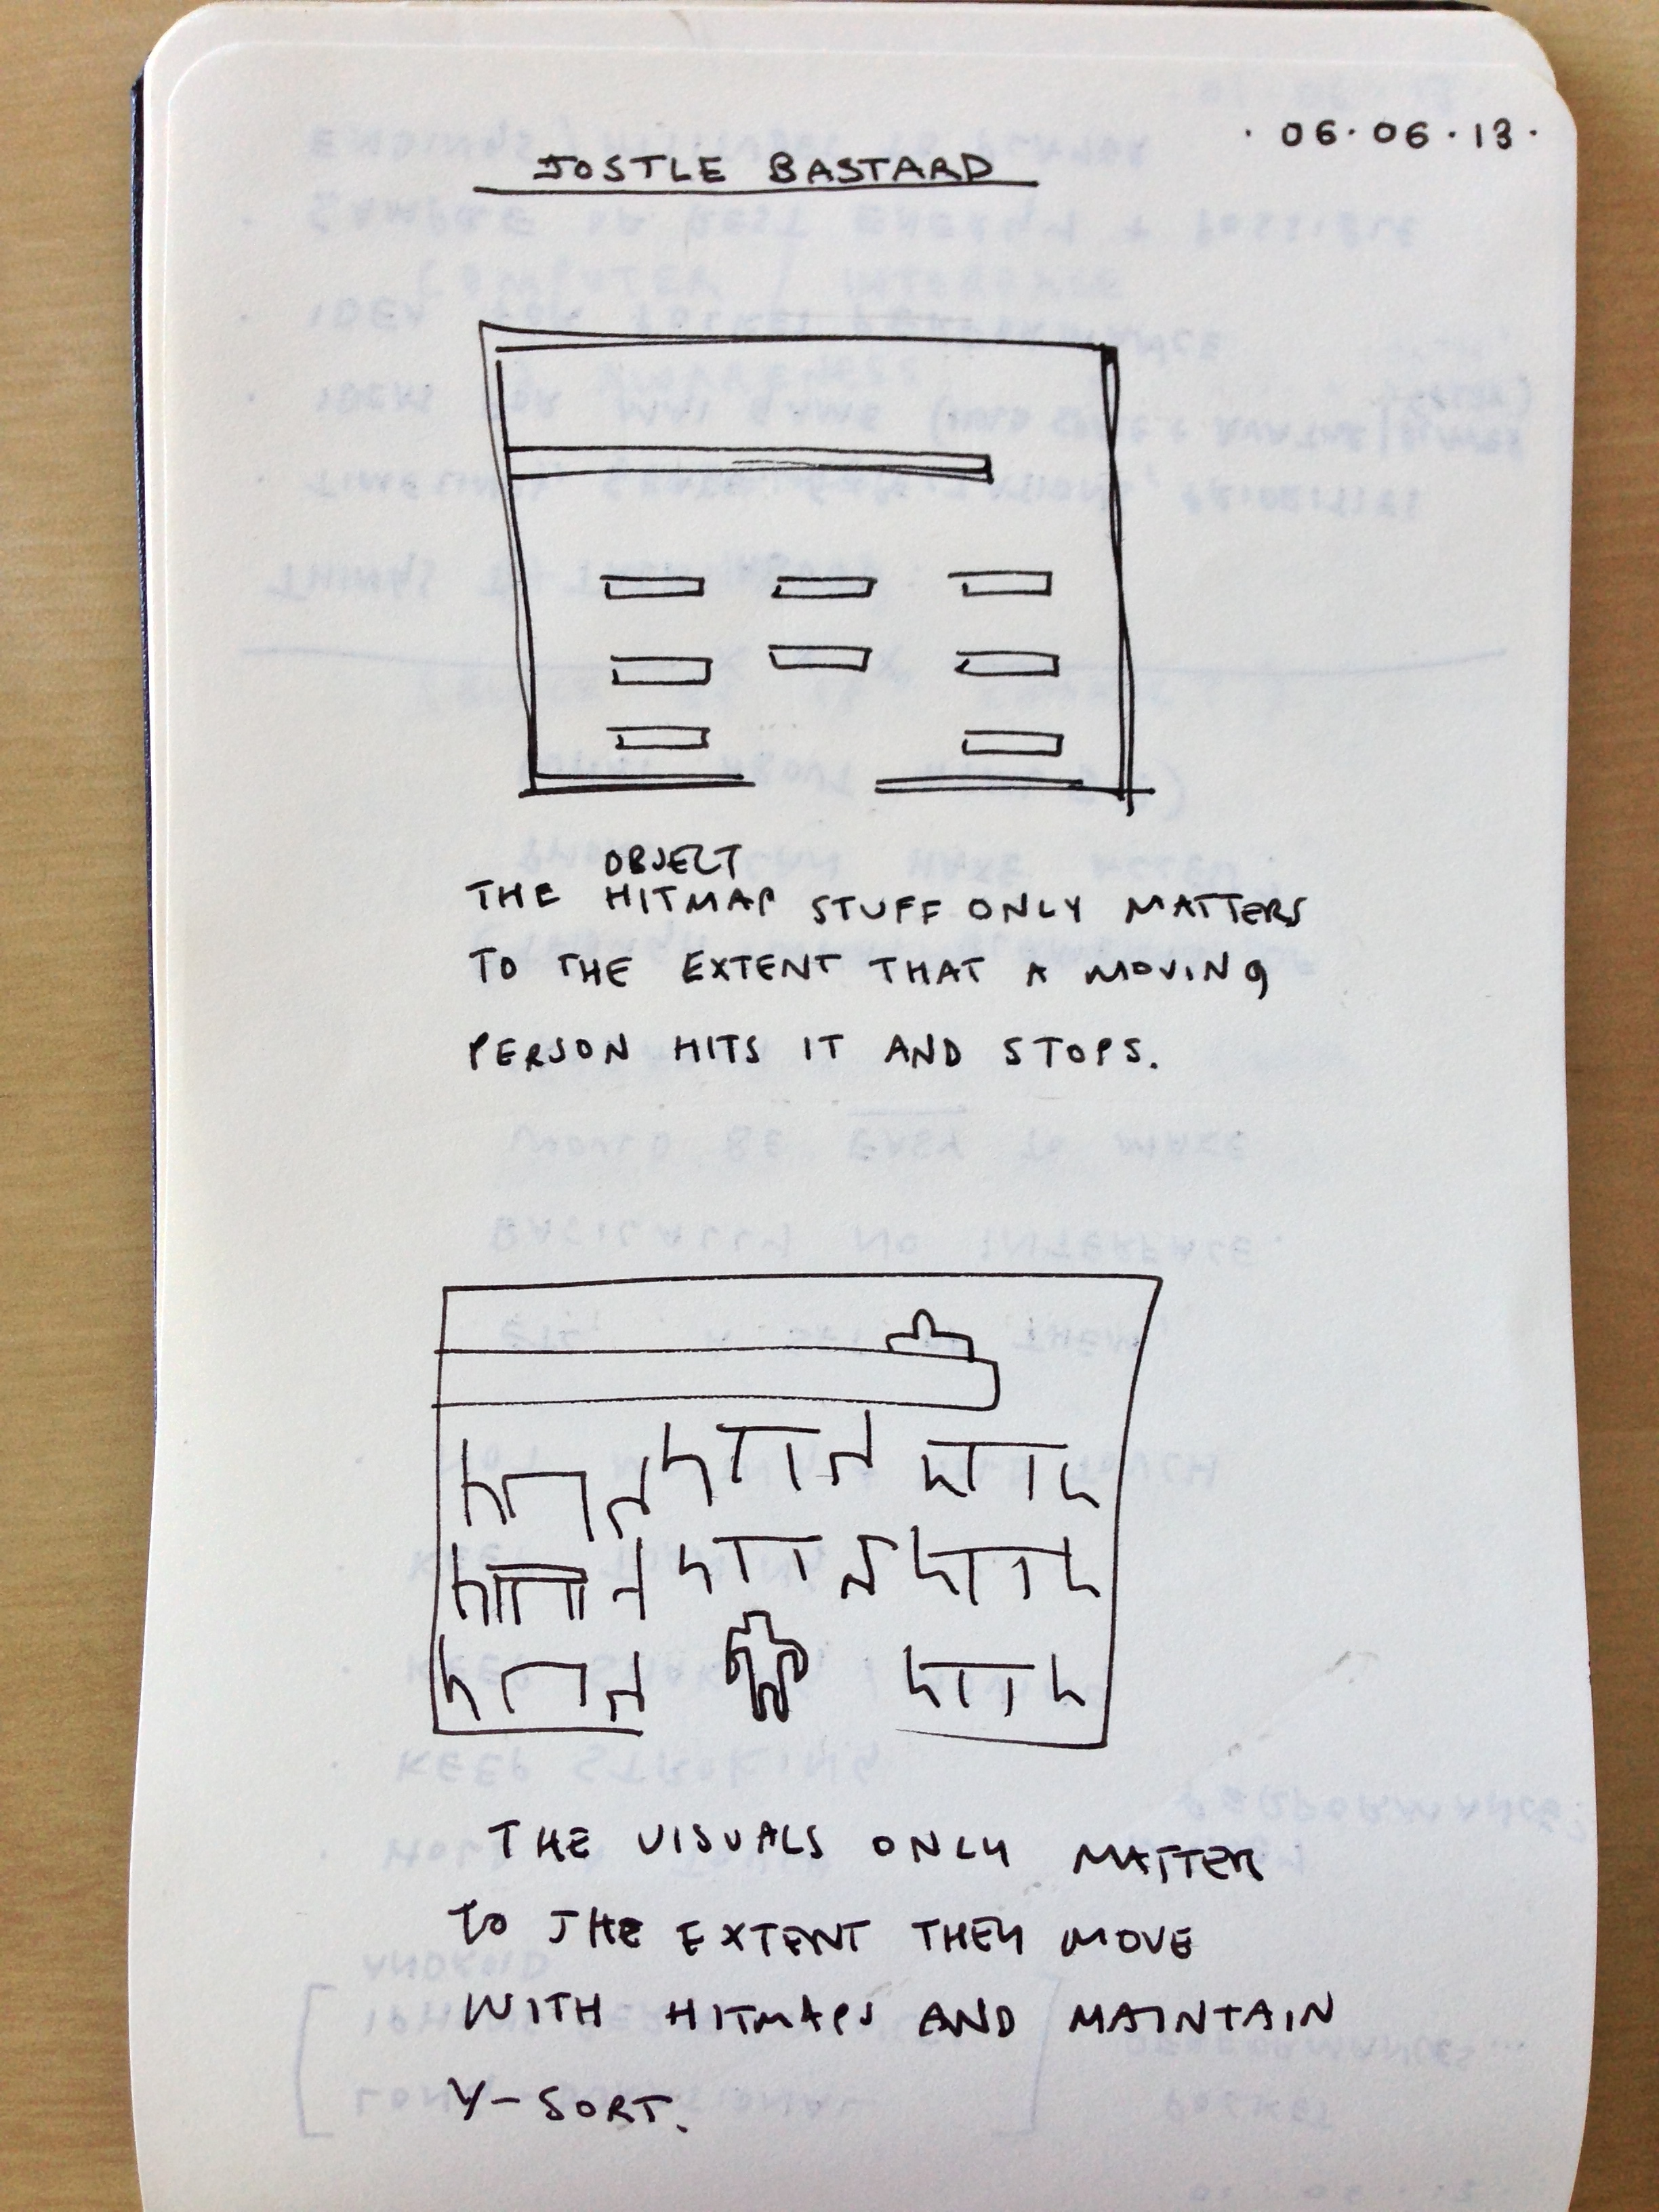 · 06·06·13·
JOSTLE BASTARD
OBJECT
THE HITMAP STUFF ONLY MATTERS
TO THE EXTENT THAT A MOVING
PERSON HITS IT AND STOPS.
THE VISUALS ONLY MATTER
TO THE EXTENT THEY MOVE
WITH HITMAPS AND MAINTAIN
Y-SORT.